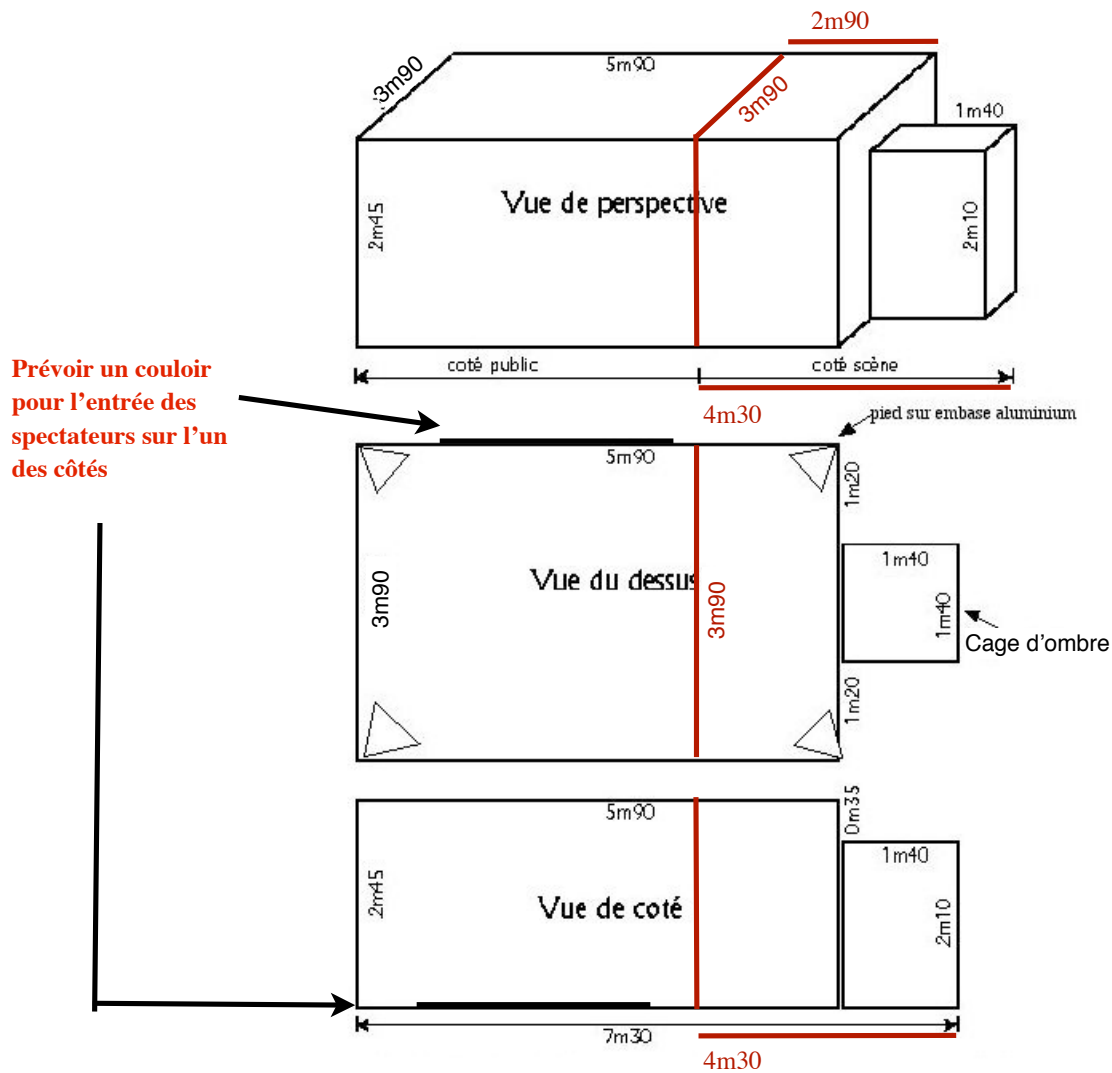 2m90
5m90
3m90
3m90
1m40
Vue de perspective
2m45
2m10
coté public
coté scène
4m30
Prévoir un couloir
pour l’entrée des
spectateurs sur l’un
des côtés
pied sur embase aluminium
5m90
1m20
1m40
3m90
Vue du dessus
3m90
1m40
Cage d’ombre
1m20
5m90
0m35
1m40
2m45
Vue de coté
2m10
7m30
4m30